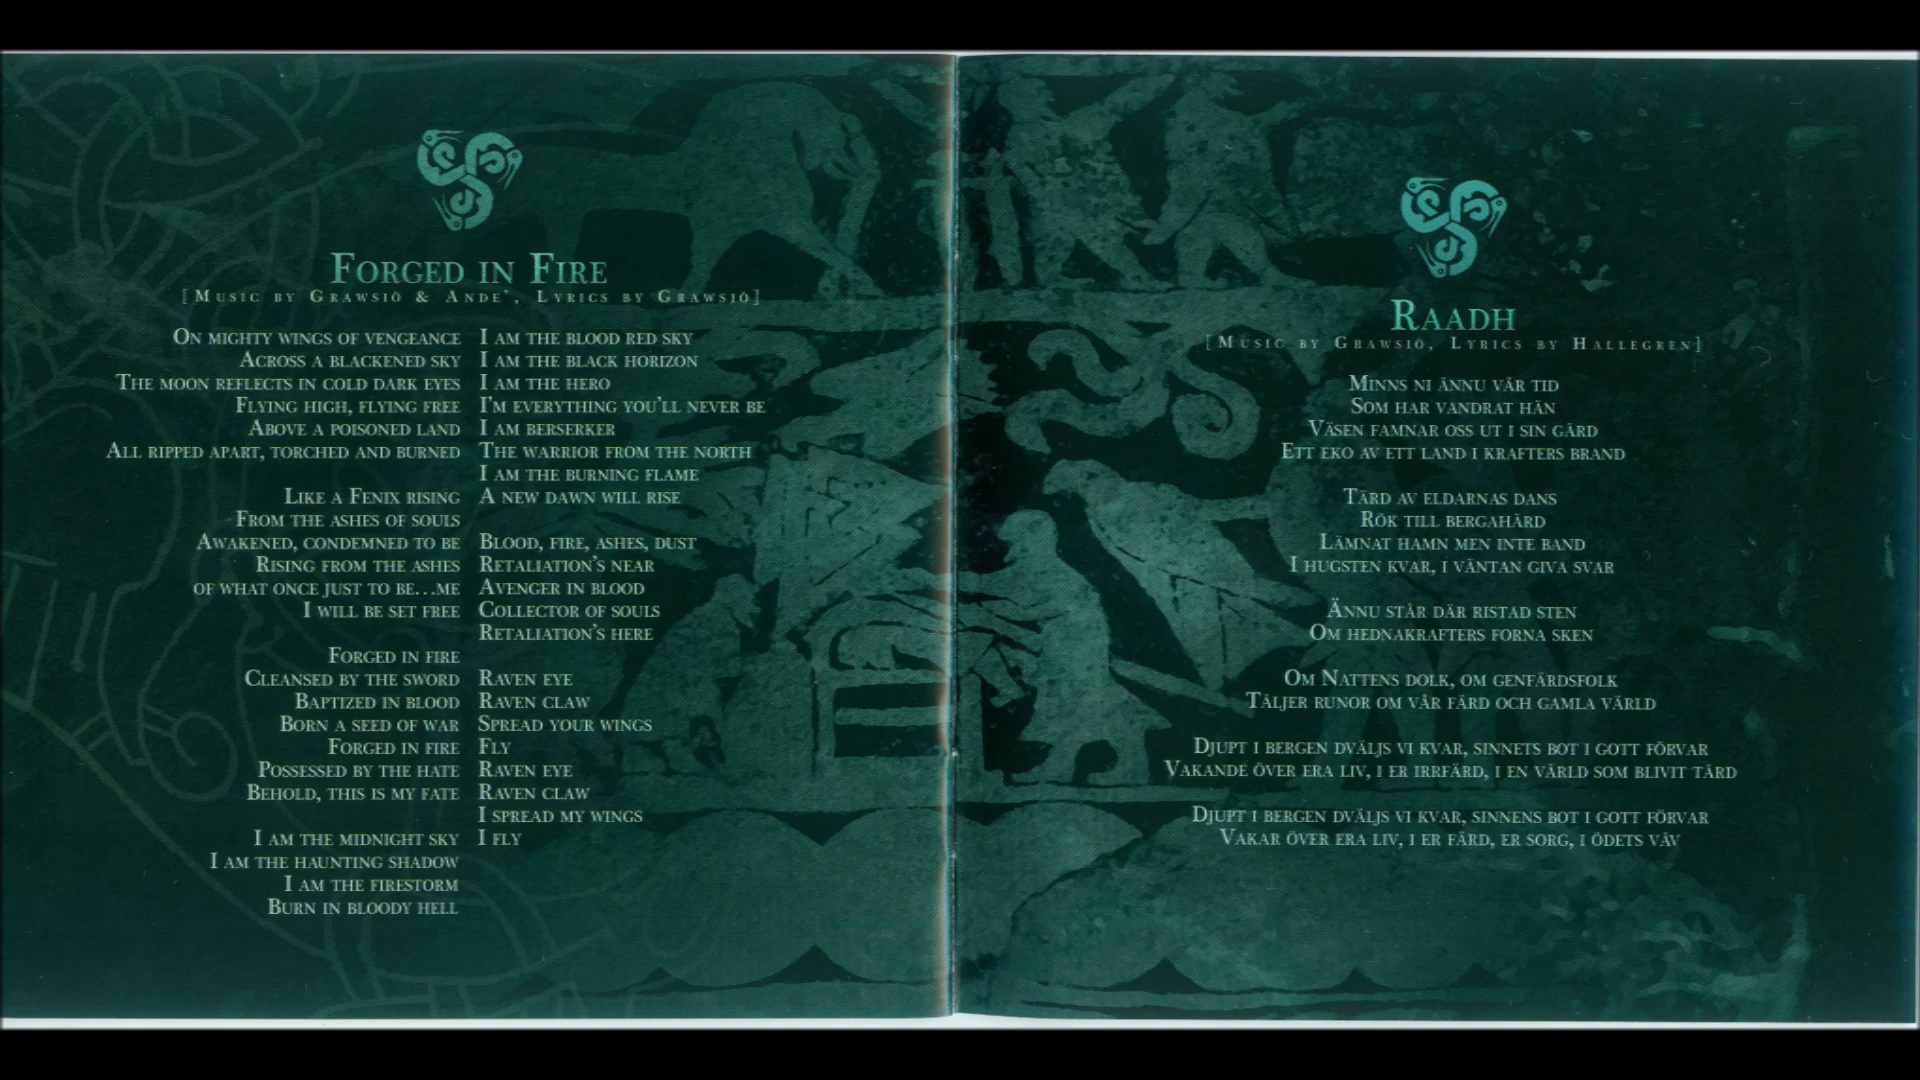 Forged in Fire
[Music by Grawsiö & Ande', Lyrics by Grawsjö]
On mighty wings of vengeance
Across a blackened sky
The moon reflects in cold dark eyes
Flying high, flying free
Above a poisoned land
All ripped apart, torched and burned
Like a Fenix rising
From the ashes of souls
Awakened, condemned to be
Rising from the ashes
of what once just to be...me
I will be set free
Forged in fire
Cleansed by the sword
Baptized in blood
Born a seed of war
Forged in fire
Possessed by the hate
Behold, this is my fate
I am the midnight sky
I am the haunting shadow
I am the firestorm
Burn in bloody hell
I am the blood red sky
I am the black horizon
I am the hero
I'm everything you'll never be
I am berserker
The warrior from the north
I am the burning flame
A new dawn will rise
Blood, fire, ashes, dust
Retaliation's near
Avenger in blood
Collector of souls
Retaliation's here
Raven eye
Raven claw
Spread your wings
Fly
Raven eye
Raven claw
I spread my wings
I fly
Raadh
[Music by Grawsiö, Lyrics by Hallegren]
Minns ni ännu vår tid
Som har vandrat hän
Väsen famnar oss ut i sin gård
Ett eko av ett land i krafters brand
Tärd av eldarnas dans
Rök till bergahärd
Lämnat hamn men inte band
I hugsten kvar, i väntan giva svar
Ännu står där ristad sten
Om hednakrafters forna sken
Om Nattens dolk, om genfärdsfolk
Täljer runor om vår färd och gamla värld
Djupt i bergen dväljs vi kvar, sinnets bot i gott förvar
Vakande över era liv, i er irrfärd, i en värld som blivit tärd
Djupt i bergen dväljs vi kvar, sinnens bot i gott förvar
Vakar över era liv, i er färd, er sorg, i ödets väv